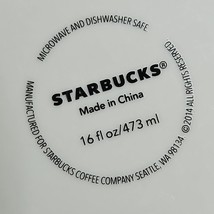 MICROWAVE AND DISHWASHER SAFE
STARBUCKS®
Made in China
16 fl oz/473 ml
MANUFACTURED FOR STARBUCKS COFFEE COMPANY SEATTLE, WA 98134 ©2014 ALL RIGHTS RESERVED